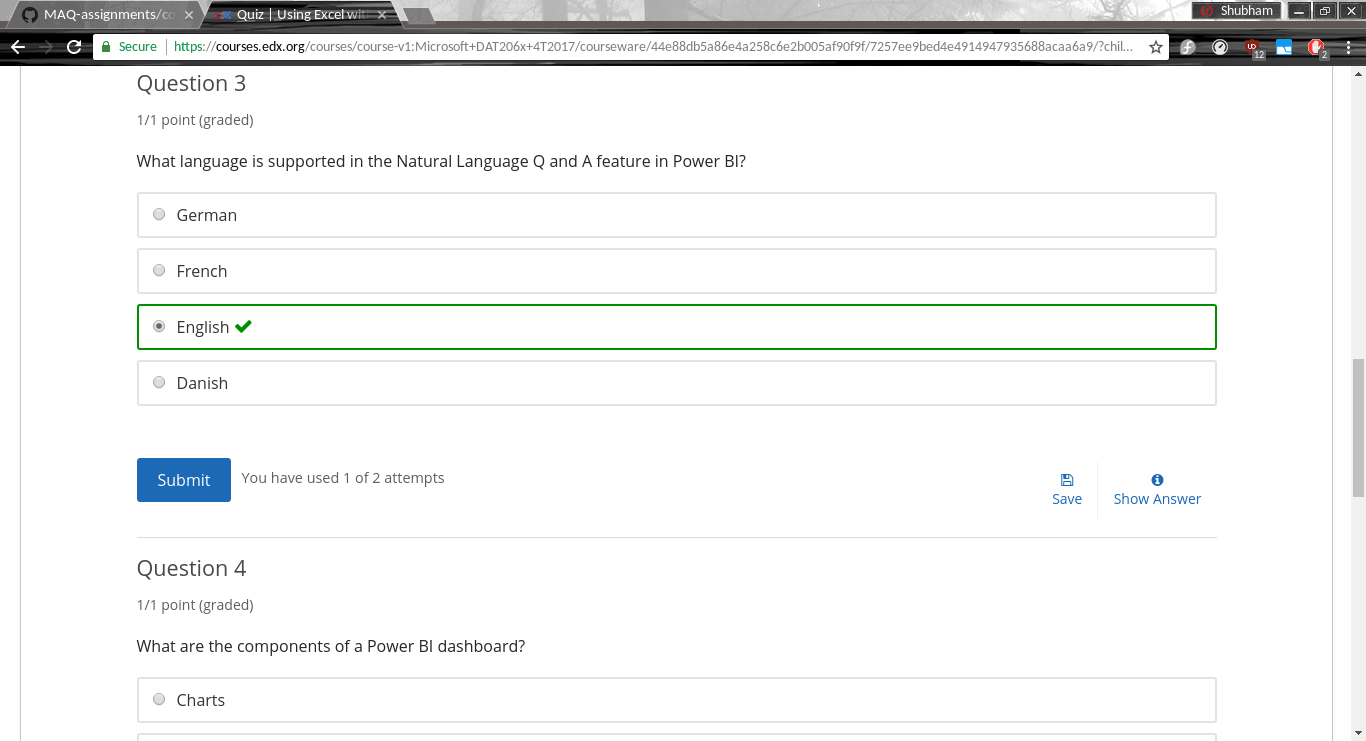 MAQ-assignments/co
Quiz | Using Excel wit
Shubham
Secure
https://courses.edx.org/courses/course-v1:Microsoft+DAT206x+4T2017/courseware/44e88db5a86e4a258c6e2b005af90f9f/7257ee9bed4e4914947935688acaa6a9/?chil...
12
2
Question 3
1/1 point (graded)
What language is supported in the Natural Language Q and A feature in Power BI?
German
French
English
Danish
Submit
You have used 1 of 2 attempts
Save
Show Answer
Question 4
1/1 point (graded)
What are the components of a Power BI dashboard?
Charts